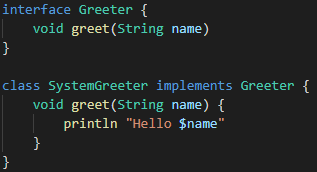 interface Greeter {
    void greet(String name)
}

class SystemGreeter implements Greeter {
    void greet(String name) {
        println "Hello $name"
    }
}